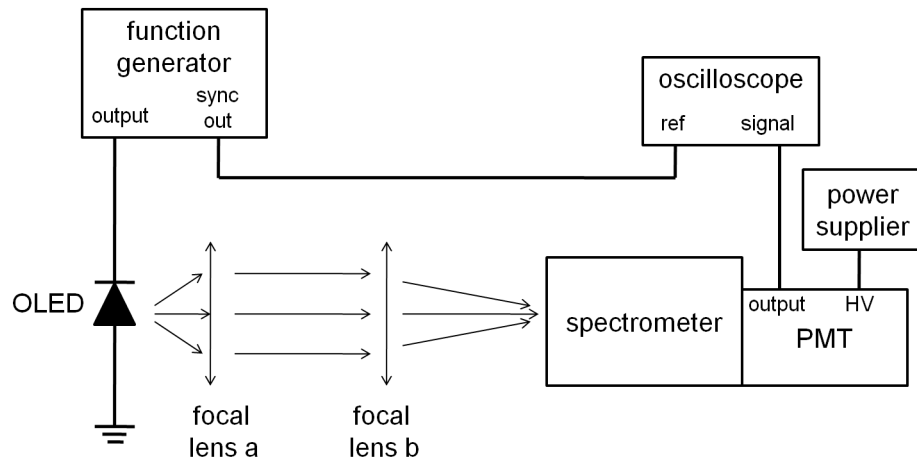 function
generator
output
sync
out
oscilloscope
ref signal
power
supplier
OLED
spectrometer
output HV
PMT
focal
lens a
focal
lens b